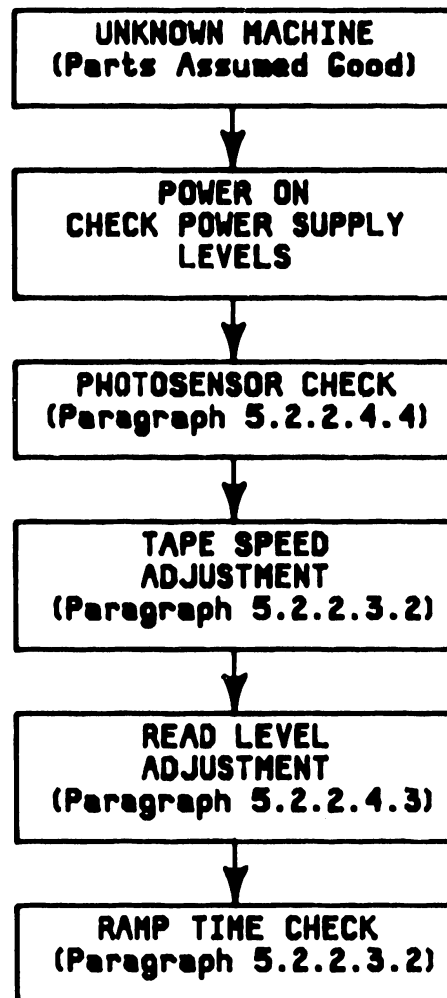 UNKNOWN MACHINE
(Parts Assumed Good)
POWER ON
CHECK POWER SUPPLY
LEVELS
PHOTOSENSOR CHECK
(Paragraph 5.2.2.4.4)
TAPE SPEED
ADJUSTMENT
(Paragraph 5.2.2.3.2)
READ LEVEL
ADJUSTMENT
(Paragraph 5.2.2.4.3)
RAMP TIME CHECK
(Paragraph 5.2.2.3.2)